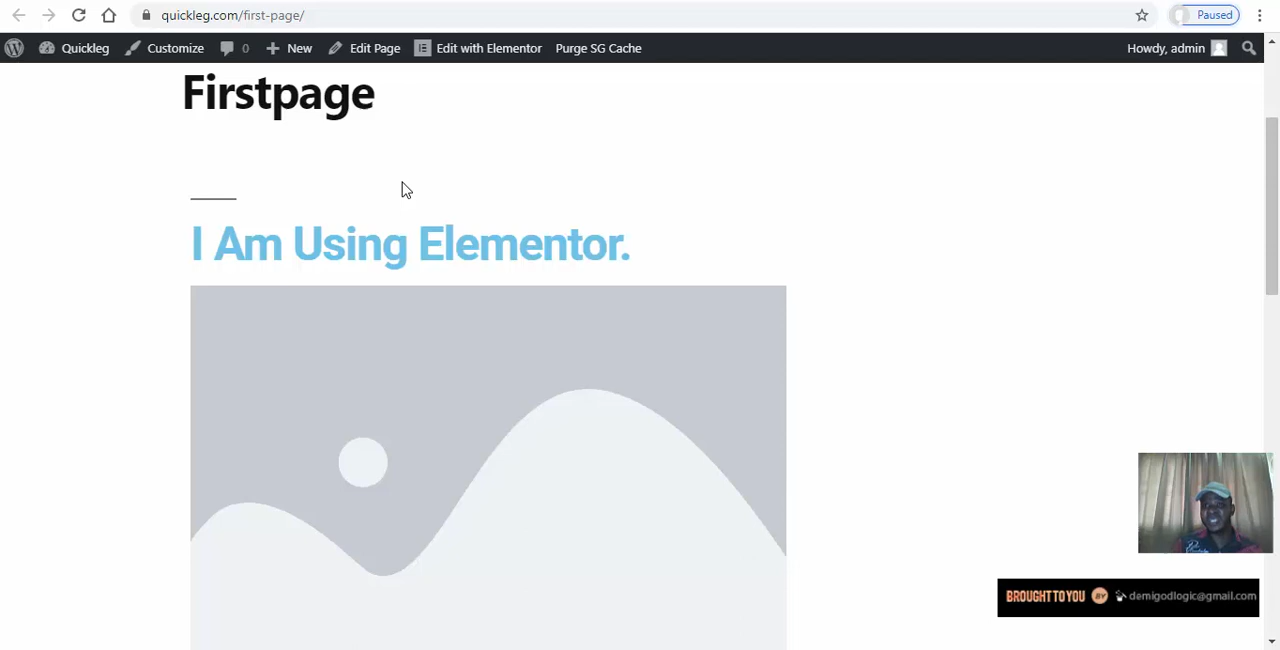 quickleg.com/first-page/
Paused
Quickleg
Customize
0
New
Edit Page
Edit with Elementor
Purge SG Cache
Howdy, admin
Firstpage
I Am Using Elementor.
BROUGHT TO YOU BY demigodlogic@gmail.com